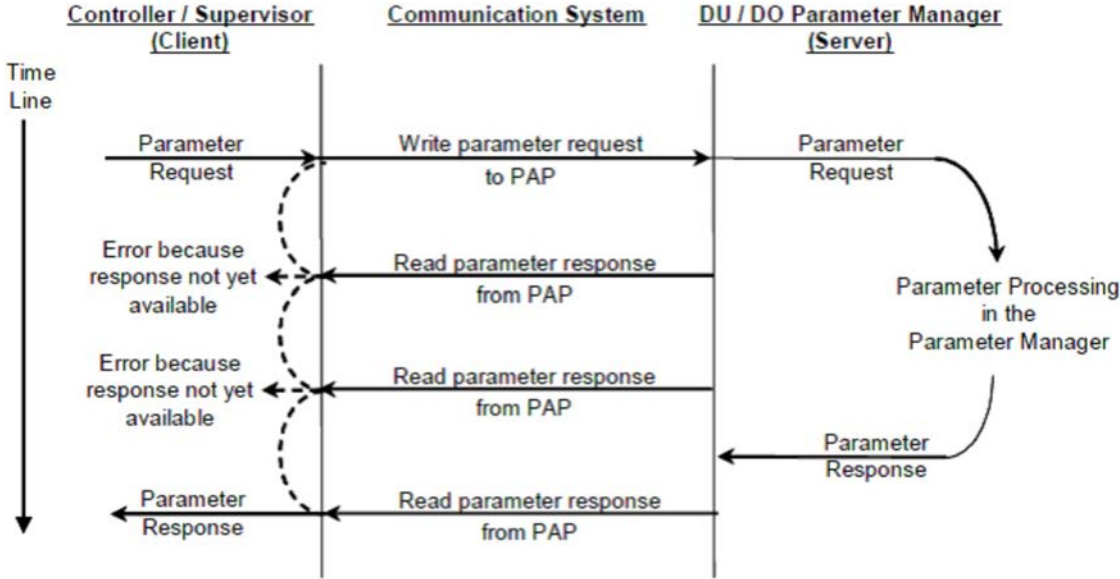 Controller / Supervisor
(Client)
Communication System
DU / DO Parameter Manager
(Server)
Time
Line
Parameter
Request
Write parameter request
to PAP
Parameter
Request
Error because
response not yet
available
Read parameter response
from PAP
Parameter Processing
in the
Parameter Manager
Error because
response not yet
available
Read parameter response
from PAP
Parameter
Response
Parameter
Response
Read parameter response
from PAP